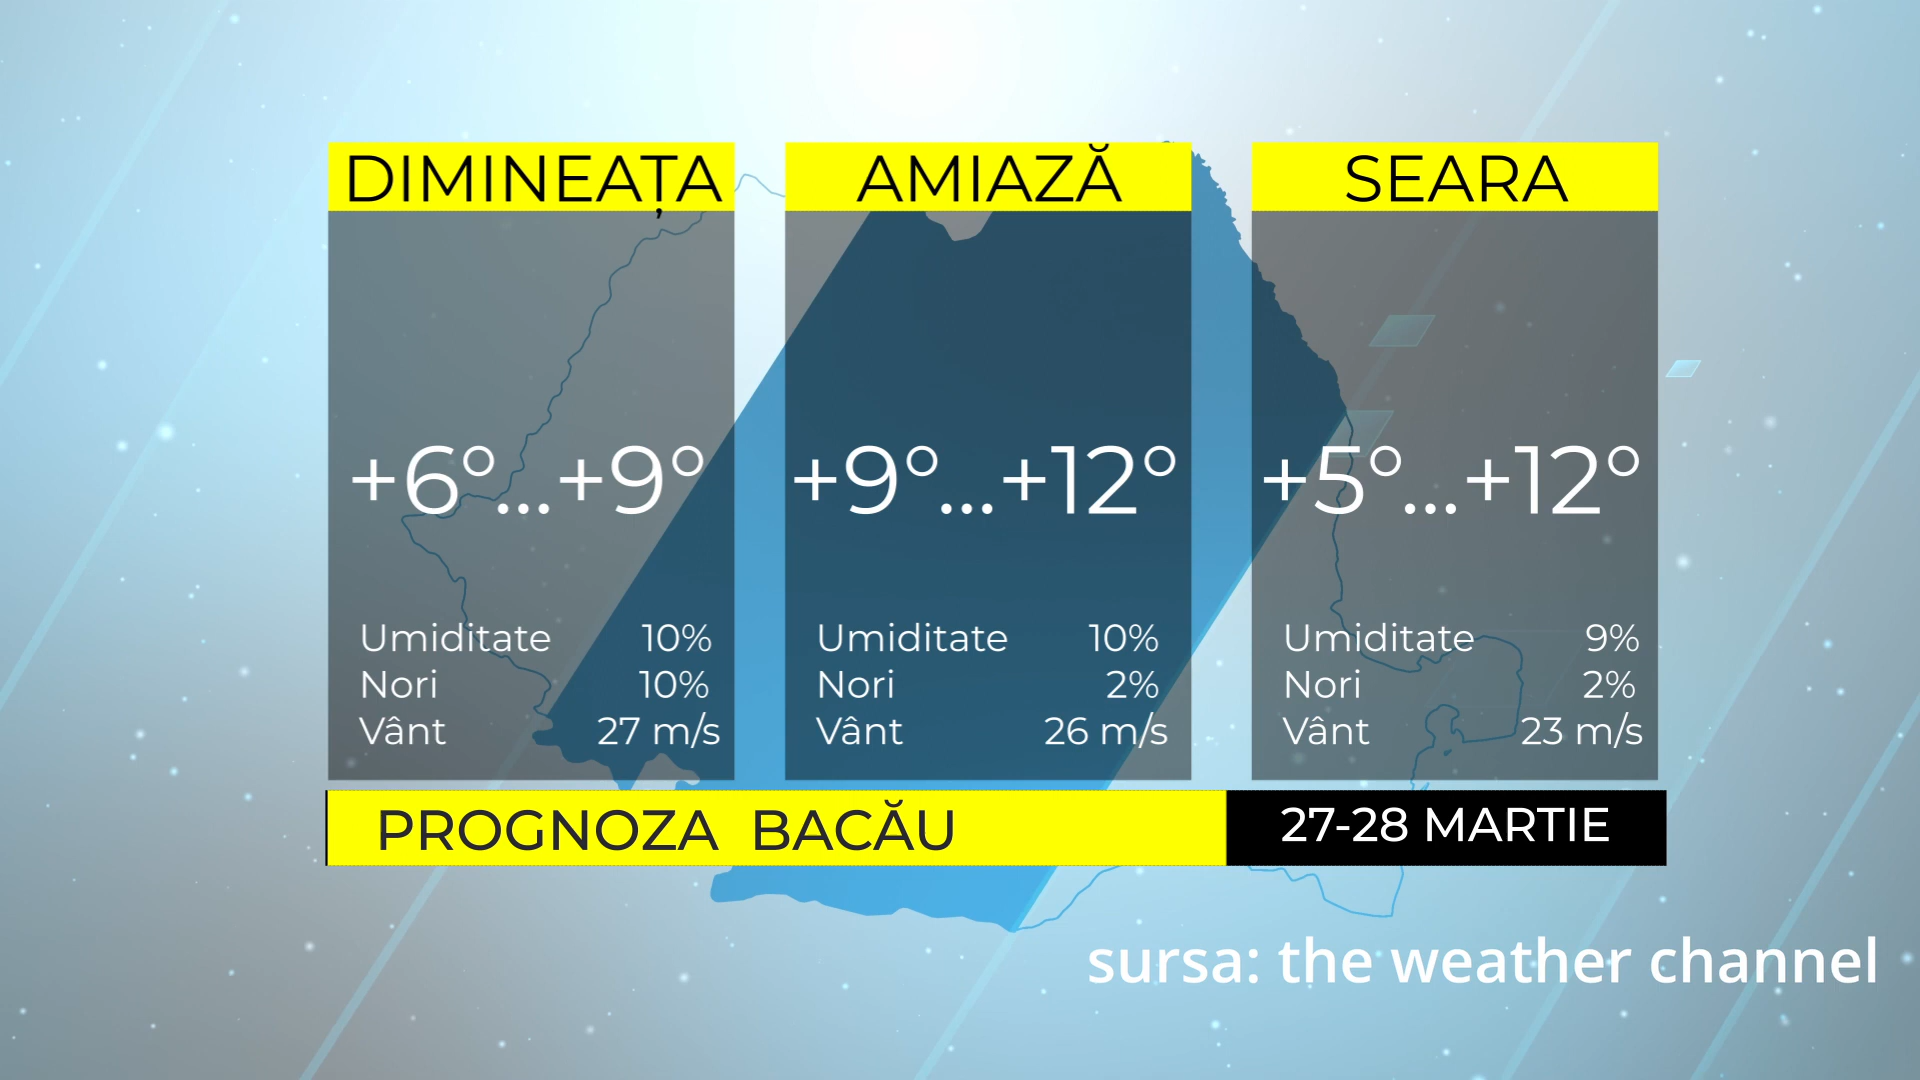 DIMINEAȚA
+6°...+9°
Umiditate 10%
Nori 10%
Vânt 27 m/s
AMIAZĂ
+9°...+12°
Umiditate 10%
Nori 2%
Vânt 26 m/s
SEARA
+5°...+12°
Umiditate 9%
Nori 2%
Vânt 23 m/s
PROGNOZA BACĂU
27-28 MARTIE
sursa: the weather channel